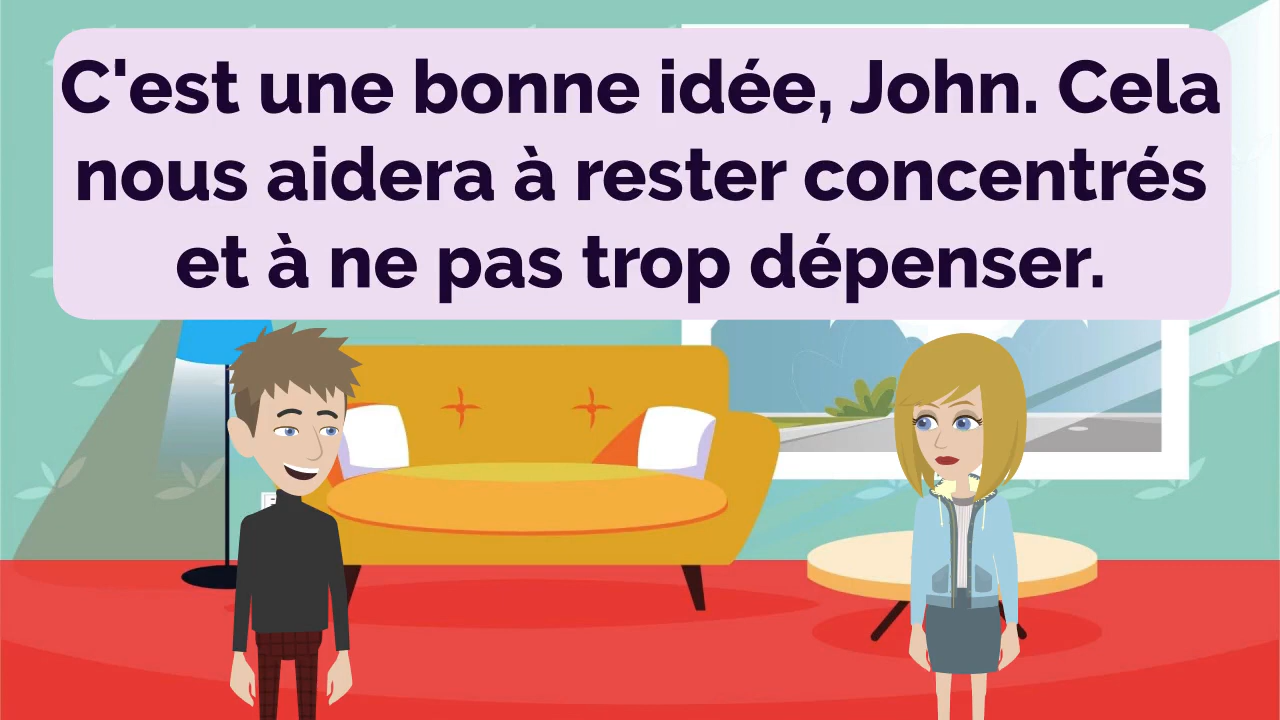 C'est une bonne idée, John. Cela
nous aidera à rester concentrés
et à ne pas trop dépenser.